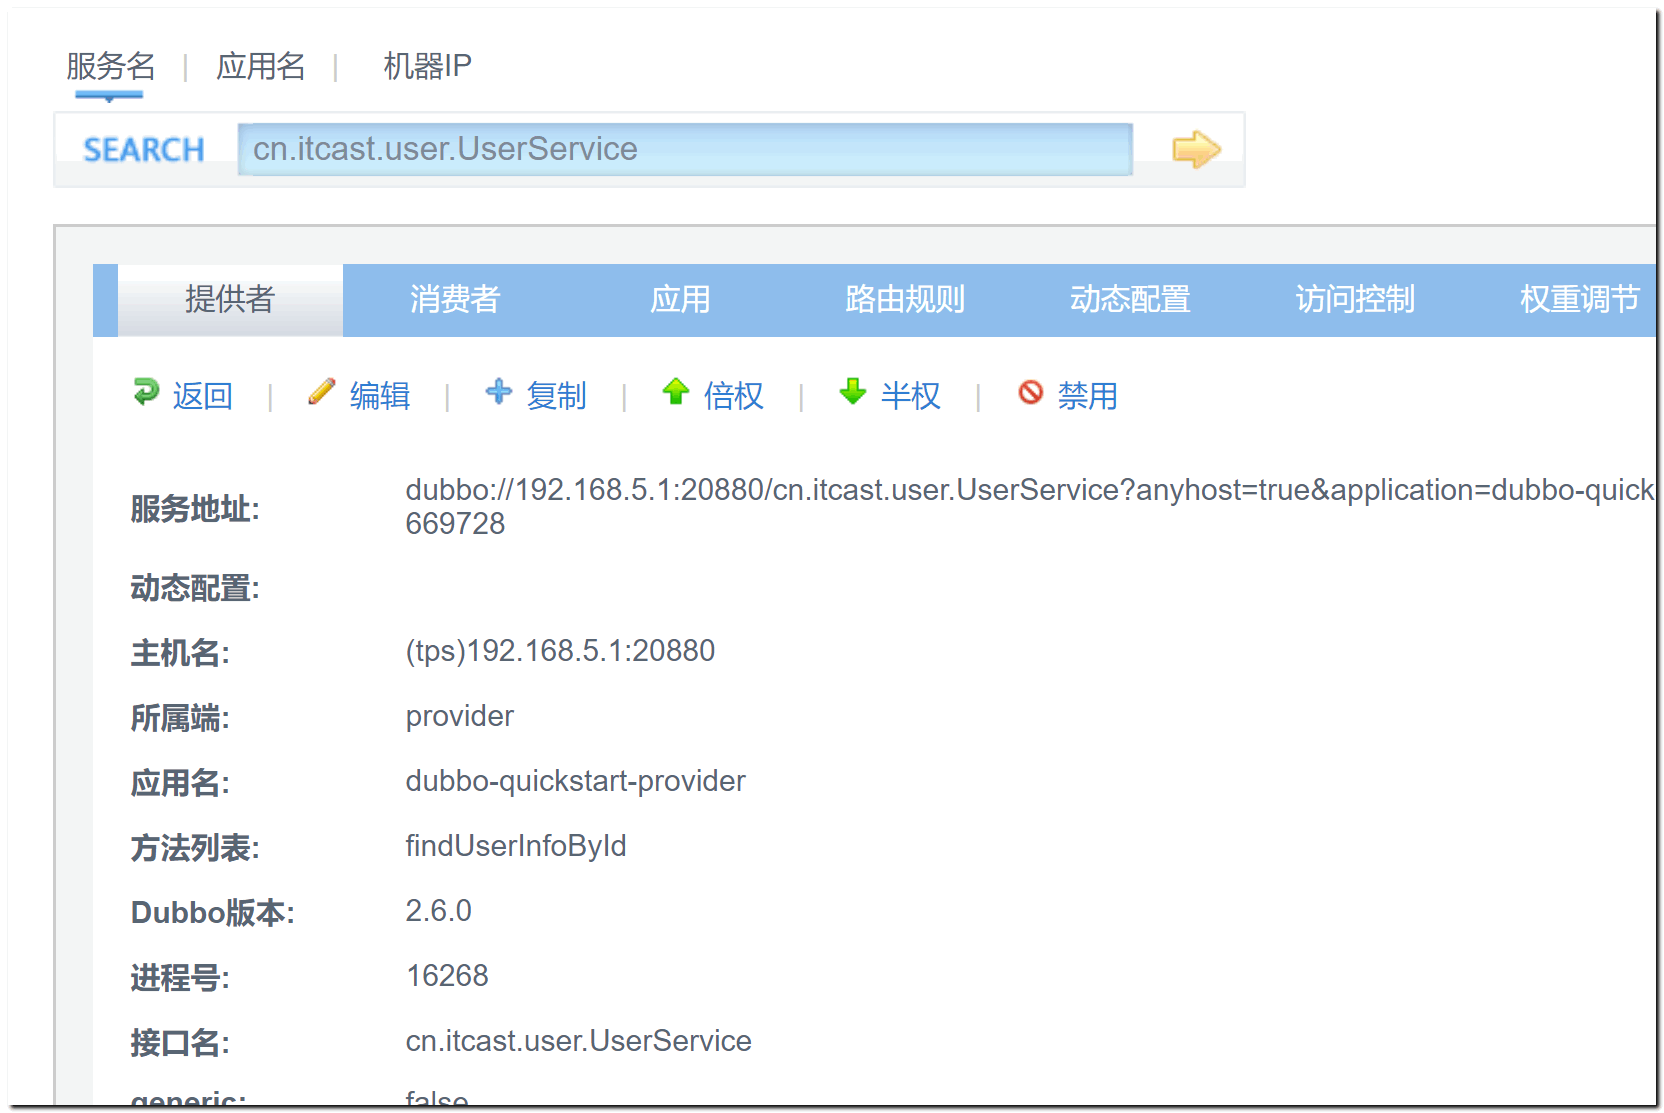 服务名 | 应用名 | 机器IP
SEARCH cn.itcast.user.UserService
提供者 消费者 应用 路由规则 动态配置 访问控制 权重调节
返回 | 编辑 | 复制 | 倍权 | 半权 | 禁用
服务地址: dubbo://192.168.5.1:20880/cn.itcast.user.UserService?anyhost=true&application=dubbo-quick
669728
动态配置:
主机名: (tps)192.168.5.1:20880
所属端: provider
应用名: dubbo-quickstart-provider
方法列表: findUserInfoById
Dubbo版本: 2.6.0
进程号: 16268
接口名: cn.itcast.user.UserService
generic: false